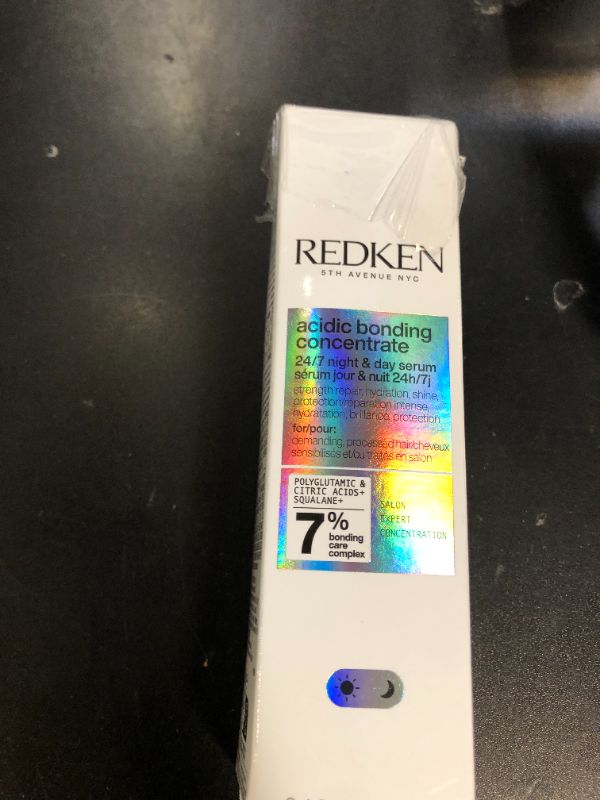 REDKEN
5TH AVENUE NYC
acidic bonding
concentrate
24/7 night & day serum
sérum jour & nuit 24h/7j
strength repair, hydration, shine,
protection/réparation intense,
hydratation, brillance, protection
for/pour:
demanding, processed hair/cheveux
sensibilisés et/ou traités en salon
POLYGLUTAMIC &
CITRIC ACIDS+
SQUALANE+
7%
bonding
care
complex
SALON
EXPERT
CONCENTRATION